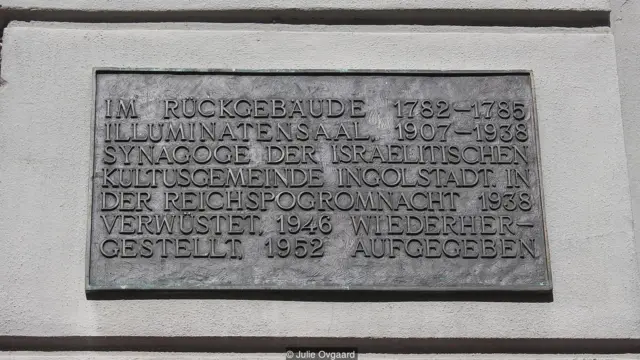 IM RÜCKGEBÄUDE 1782–1785
ILLUMINATENSAAL, 1907–1938
SYNAGOGE DER ISRAELITISCHEN
KULTUSGEMEINDE INGOLSTADT, IN
DER REICHSPOGROMNACHT 1938
VERWÜSTET, 1946 WIEDERHER–
GESTELLT, 1952 AUFGEGEBEN
© Julie Ovgaard